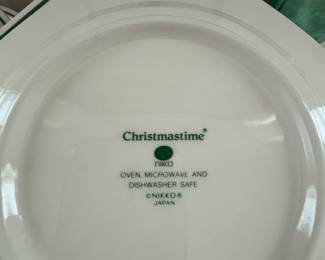 Christmastime®
NIKKO
OVEN, MICROWAVE AND
DISHWASHER SAFE
©NIKKO®
JAPAN